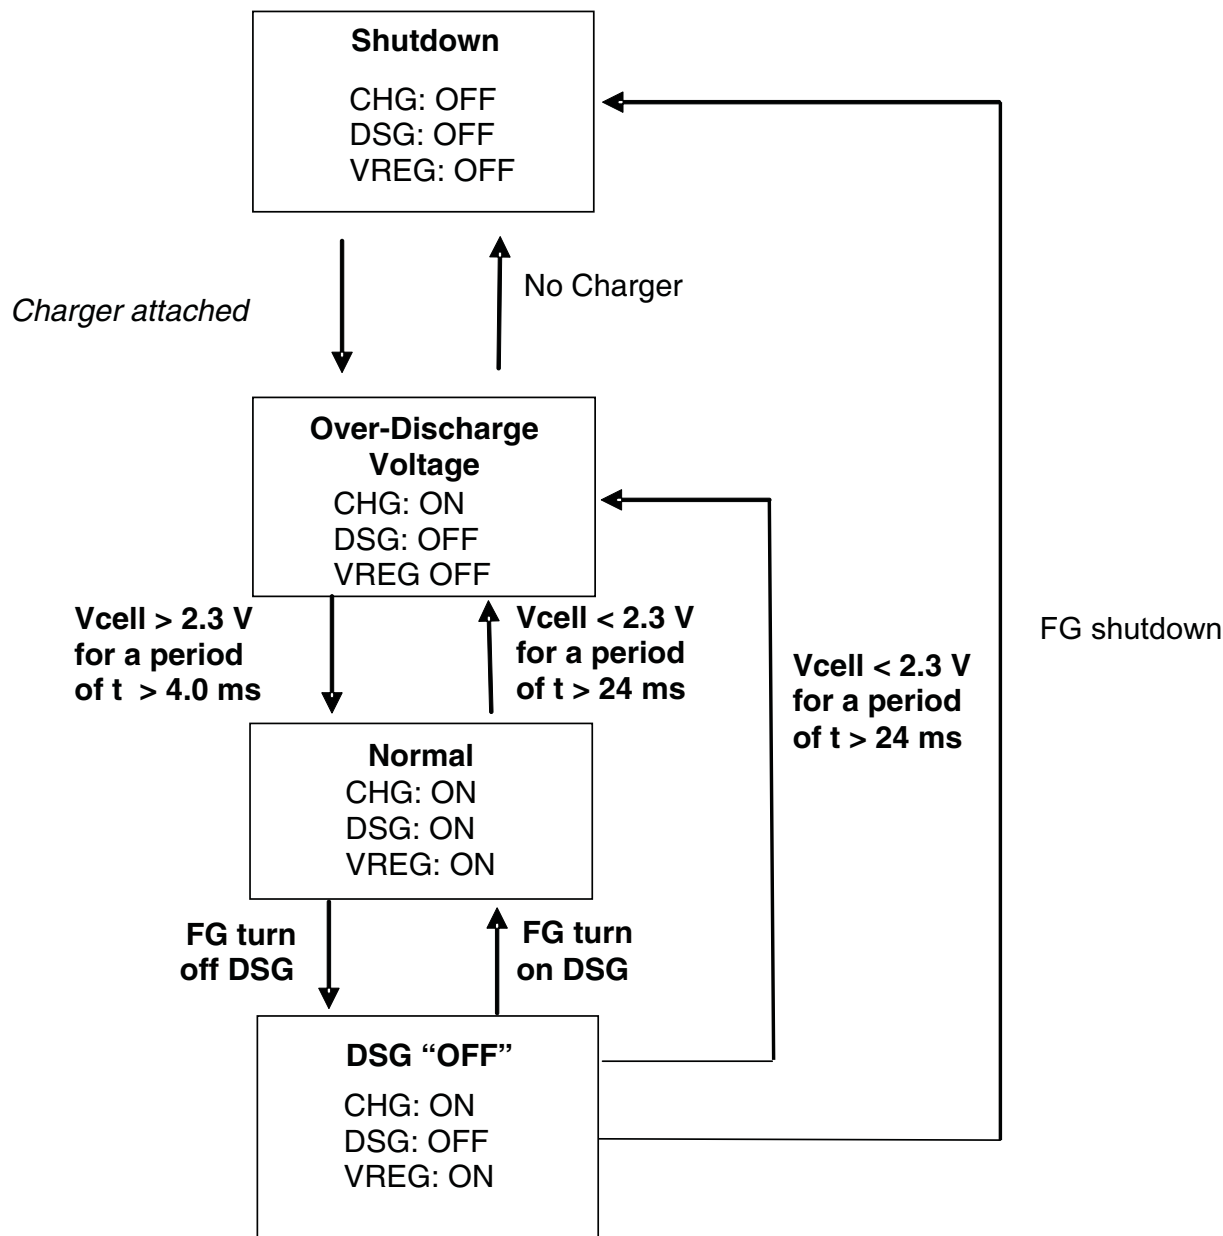 Shutdown
CHG: OFF
DSG: OFF
VREG: OFF
Charger attached
No Charger
Over-Discharge
Voltage
CHG: ON
DSG: OFF
VREG OFF
Vcell > 2.3 V
for a period
of t > 4.0 ms
Vcell < 2.3 V
for a period
of t > 24 ms
Vcell < 2.3 V
for a period
of t > 24 ms
FG shutdown
Normal
CHG: ON
DSG: ON
VREG: ON
FG turn
off DSG
FG turn
on DSG
DSG “OFF”
CHG: ON
DSG: OFF
VREG: ON